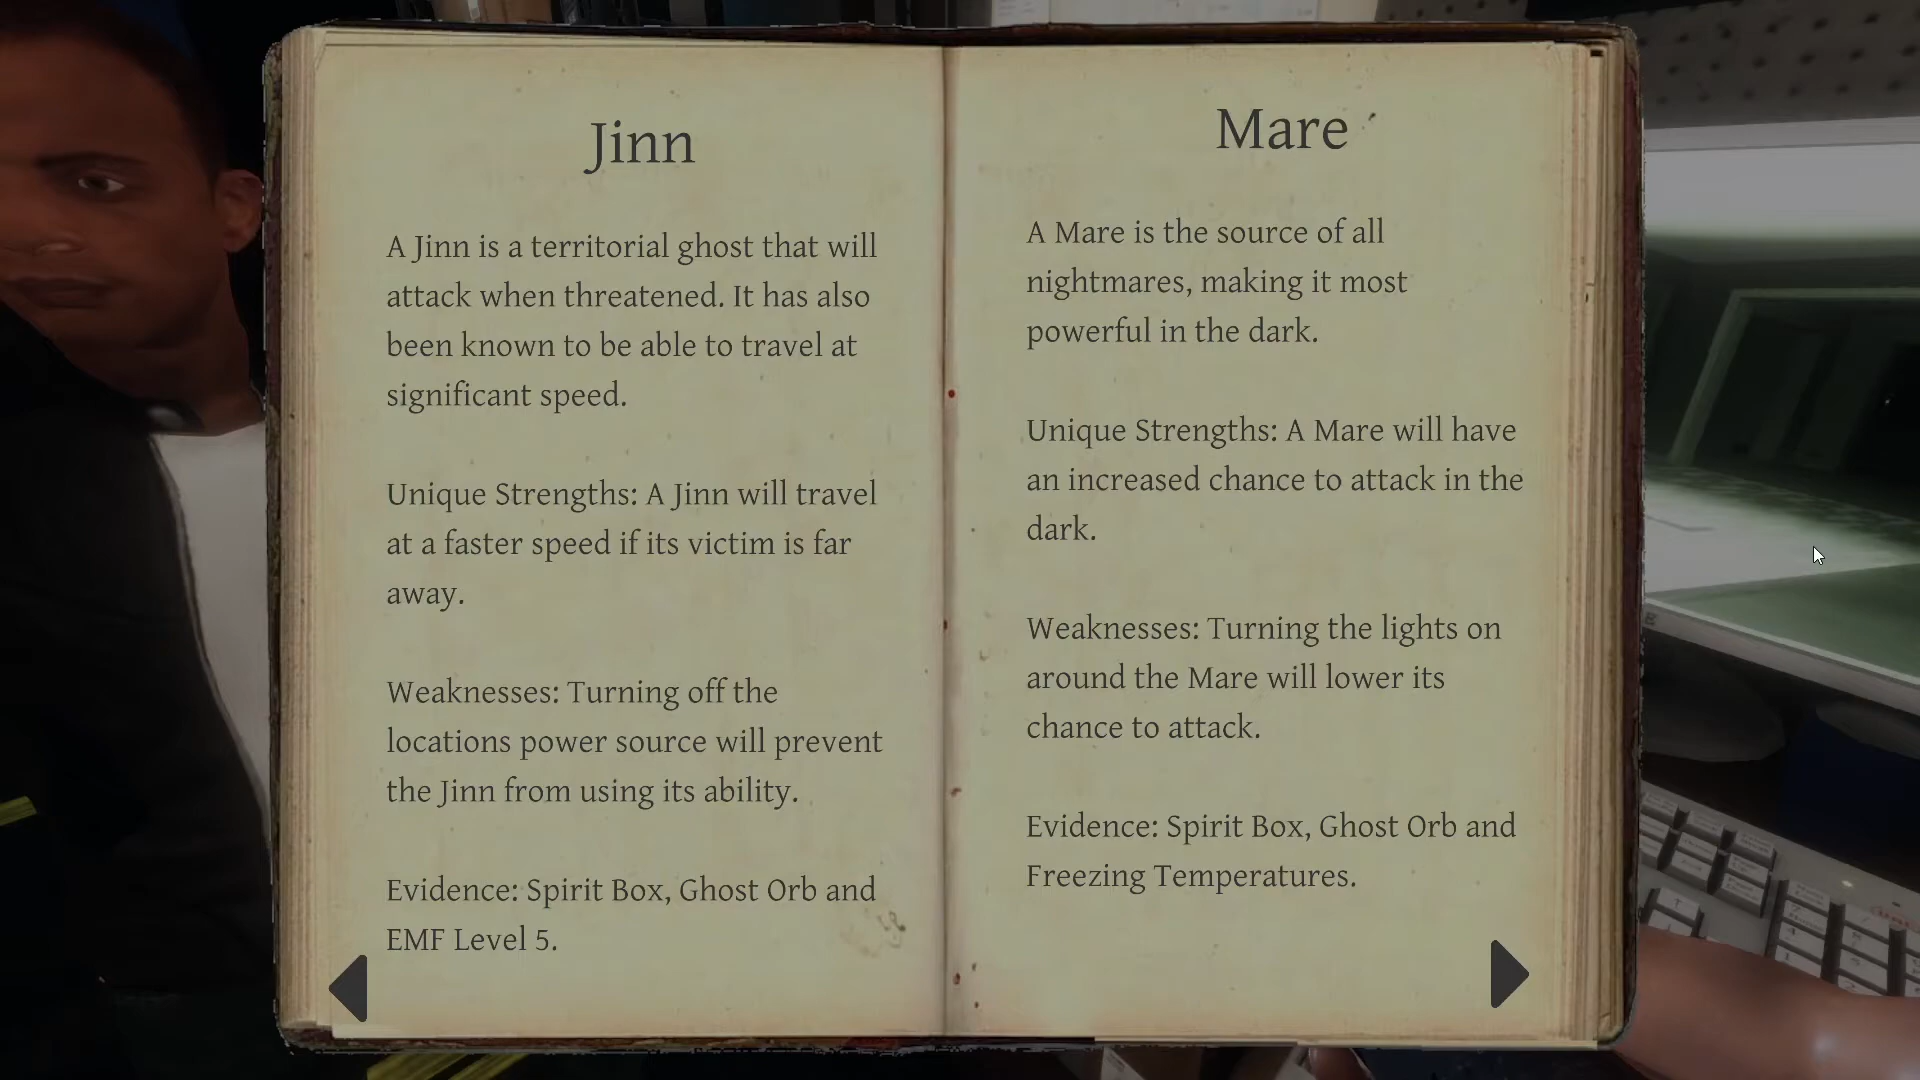 Jinn
A Jinn is a territorial ghost that will
attack when threatened. It has also
been known to be able to travel at
significant speed.
Unique Strengths: A Jinn will travel
at a faster speed if its victim is far
away.
Weaknesses: Turning off the
locations power source will prevent
the Jinn from using its ability.
Evidence: Spirit Box, Ghost Orb and
EMF Level 5.
Mare
A Mare is the source of all
nightmares, making it most
powerful in the dark.
Unique Strengths: A Mare will have
an increased chance to attack in the
dark.
Weaknesses: Turning the lights on
around the Mare will lower its
chance to attack.
Evidence: Spirit Box, Ghost Orb and
Freezing Temperatures.